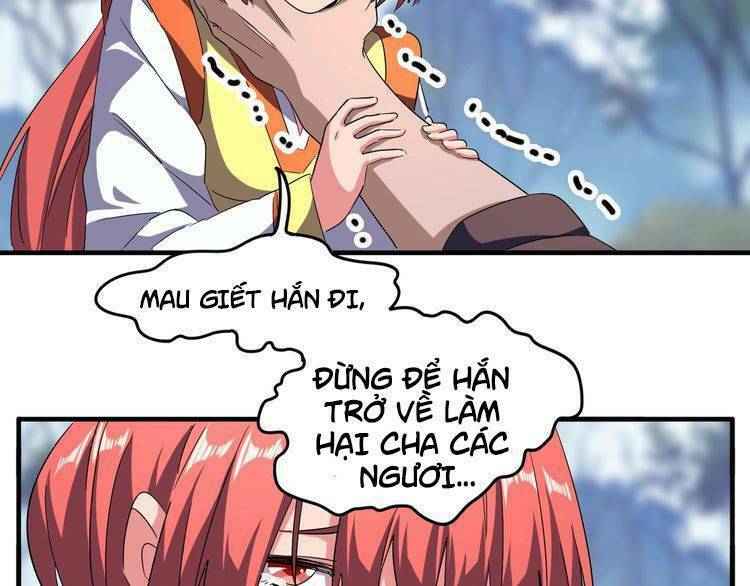 MAU GIẾT HẮN ĐI,
ĐỪNG ĐỂ HẮN
TRỞ VỀ LÀM
HẠI CHA CÁC
NGƯƠI...